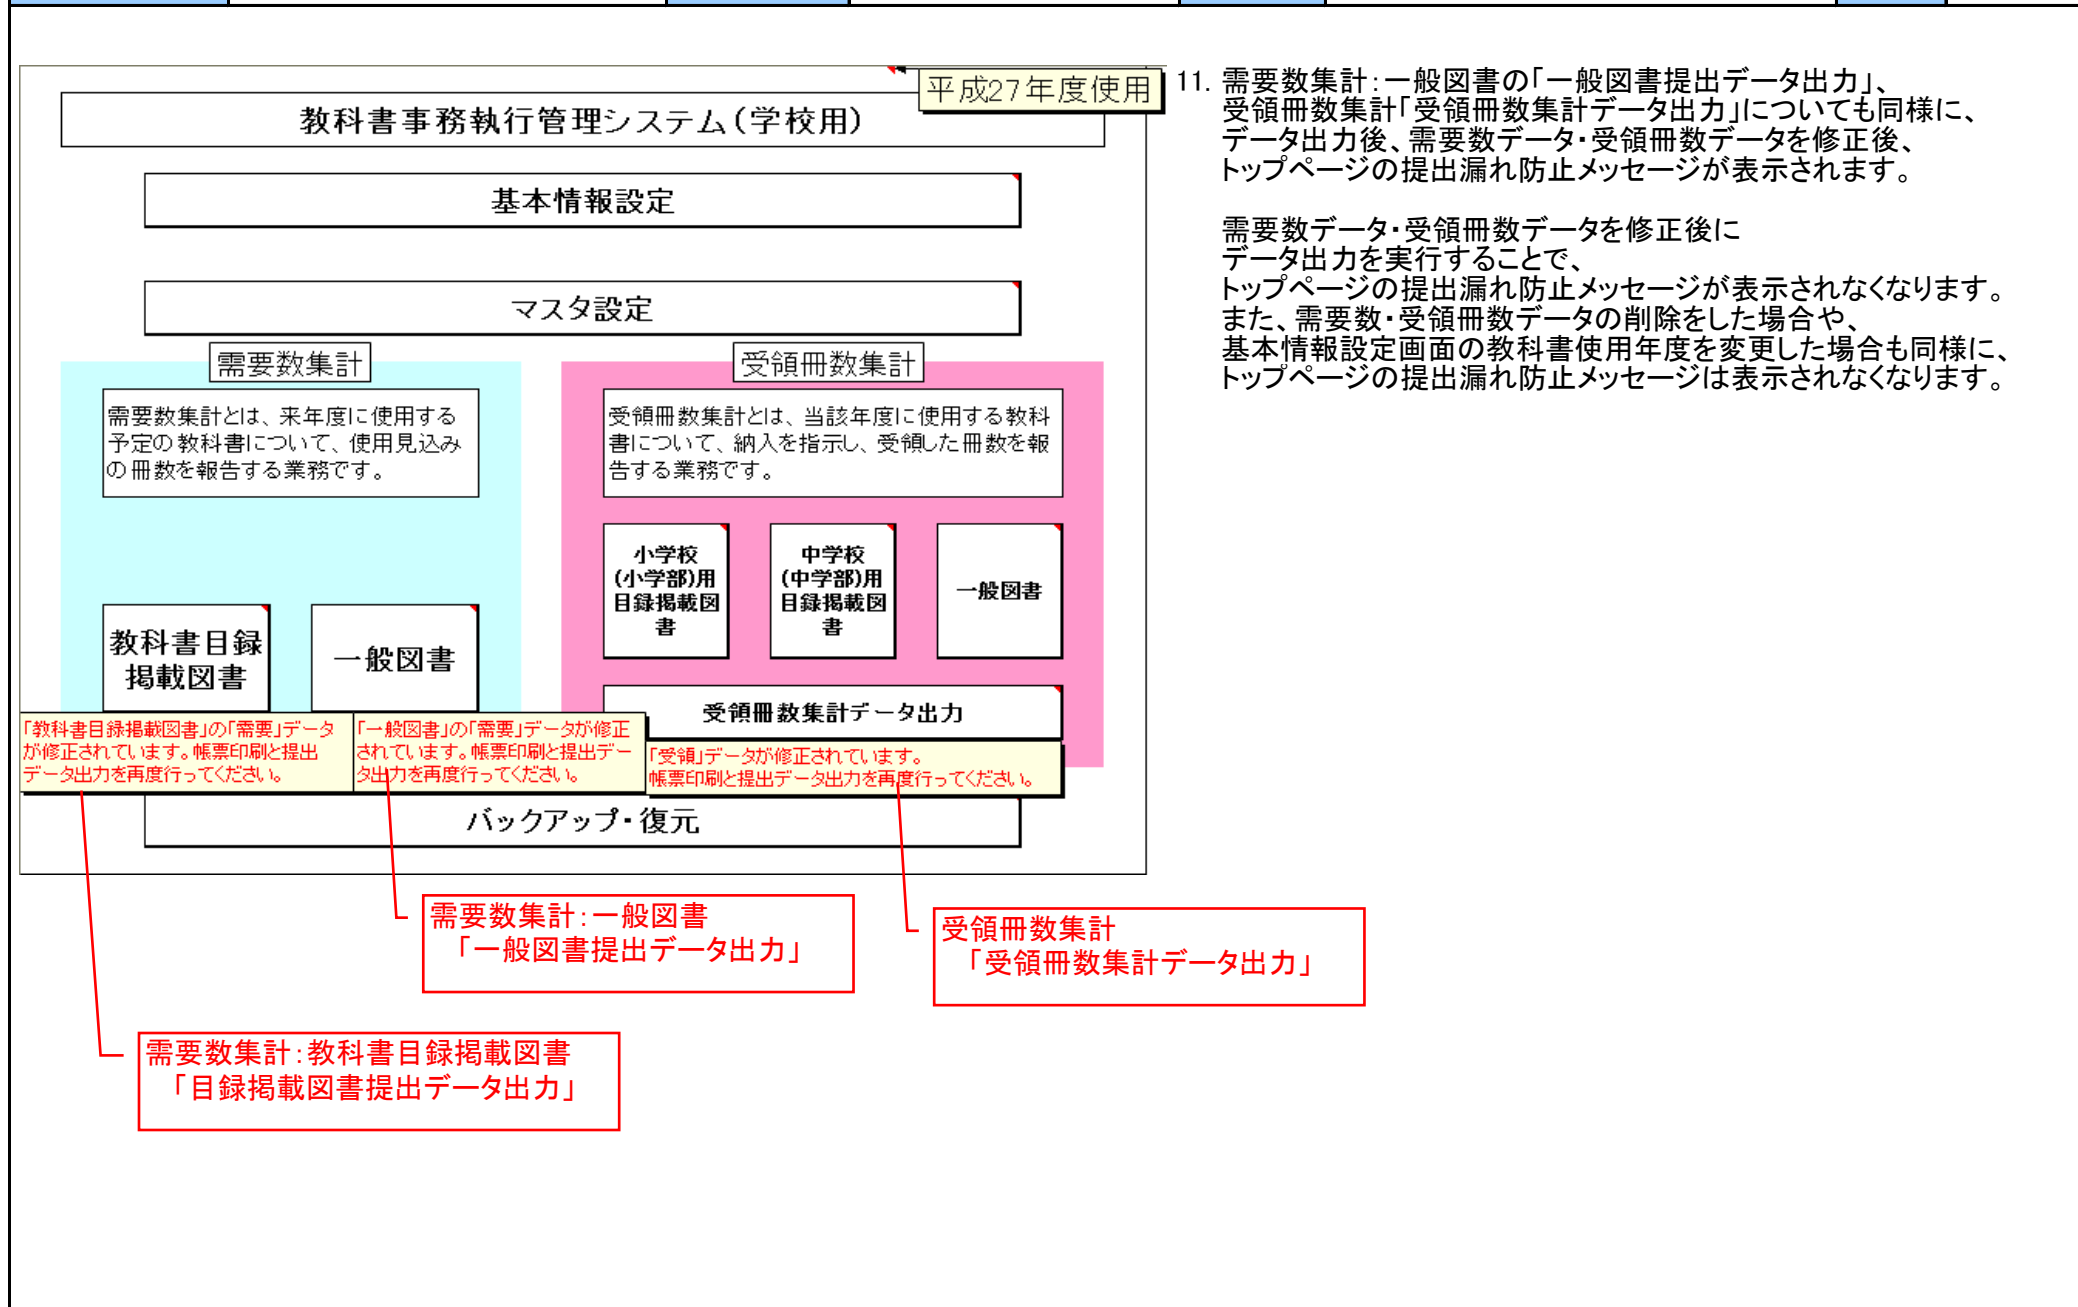 平成27年度使用
教科書事務執行管理システム(学校用)
基本情報設定
マスタ設定
需要数集計
需要数集計とは、来年度に使用する
予定の教科書について、使用見込み
の冊数を報告する業務です。
教科書目録
掲載図書
一般図書
受領冊数集計
受領冊数集計とは、当該年度に使用する教科
書について、納入を指示し、受領した冊数を報
告する業務です。
小学校
(小学部)用
目録掲載図
書
中学校
(中学部)用
目録掲載図
書
一般図書
受領冊数集計データ出力
「教科書目録掲載図書」の「需要」データ
が修正されています。帳票印刷と提出
データ出力を再度行ってください。
「一般図書」の「需要」データが修正
されています。帳票印刷と提出デー
タ出力を再度行ってください。
「受領」データが修正されています。
帳票印刷と提出データ出力を再度行ってください。
バックアップ・復元
需要数集計:一般図書
「一般図書提出データ出力」
受領冊数集計
「受領冊数集計データ出力」
需要数集計:教科書目録掲載図書
「目録掲載図書提出データ出力」
11. 需要数集計:一般図書の「一般図書提出データ出力」、
受領冊数集計「受領冊数集計データ出力」についても同様に、
データ出力後、需要数データ・受領冊数データを修正後、
トップページの提出漏れ防止メッセージが表示されます。
需要数データ・受領冊数データを修正後に
データ出力を実行することで、
トップページの提出漏れ防止メッセージが表示されなくなります。
また、需要数・受領冊数データの削除をした場合や、
基本情報設定画面の教科書使用年度を変更した場合も同様に、
トップページの提出漏れ防止メッセージは表示されなくなります。